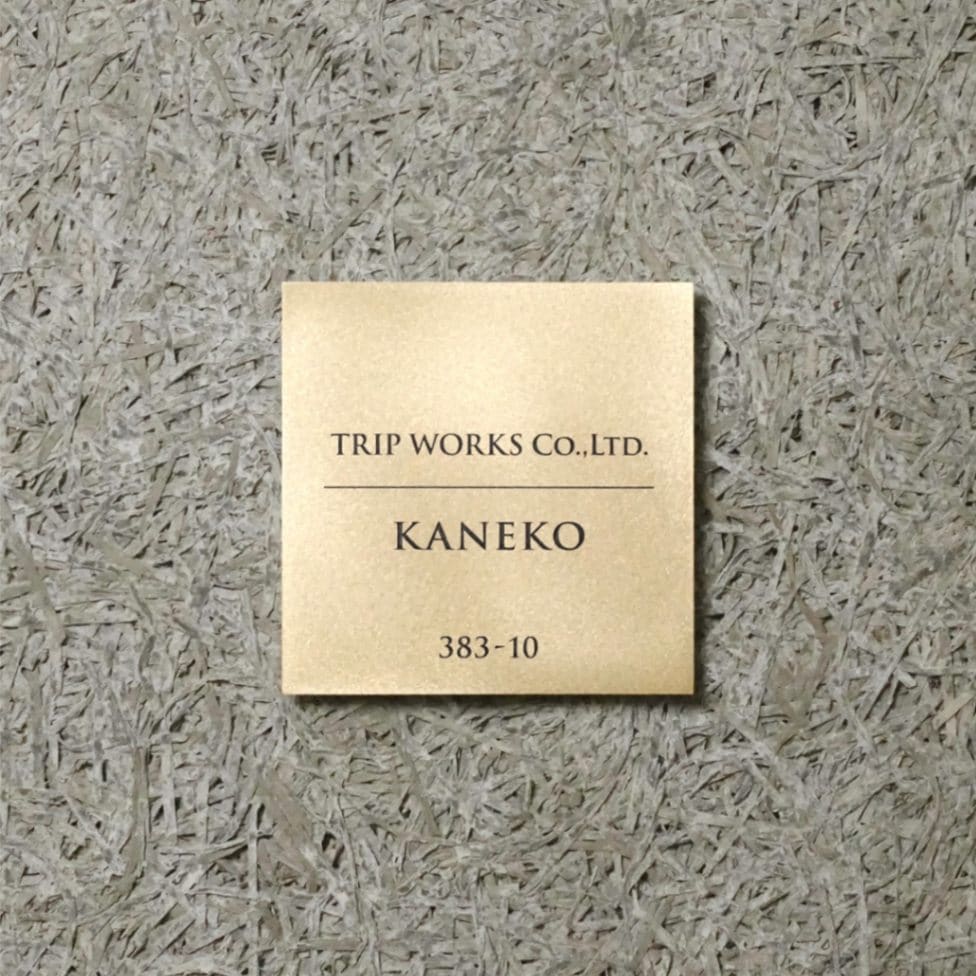 TRIP WORKS Co.,Ltd.
KANEKO
383-10